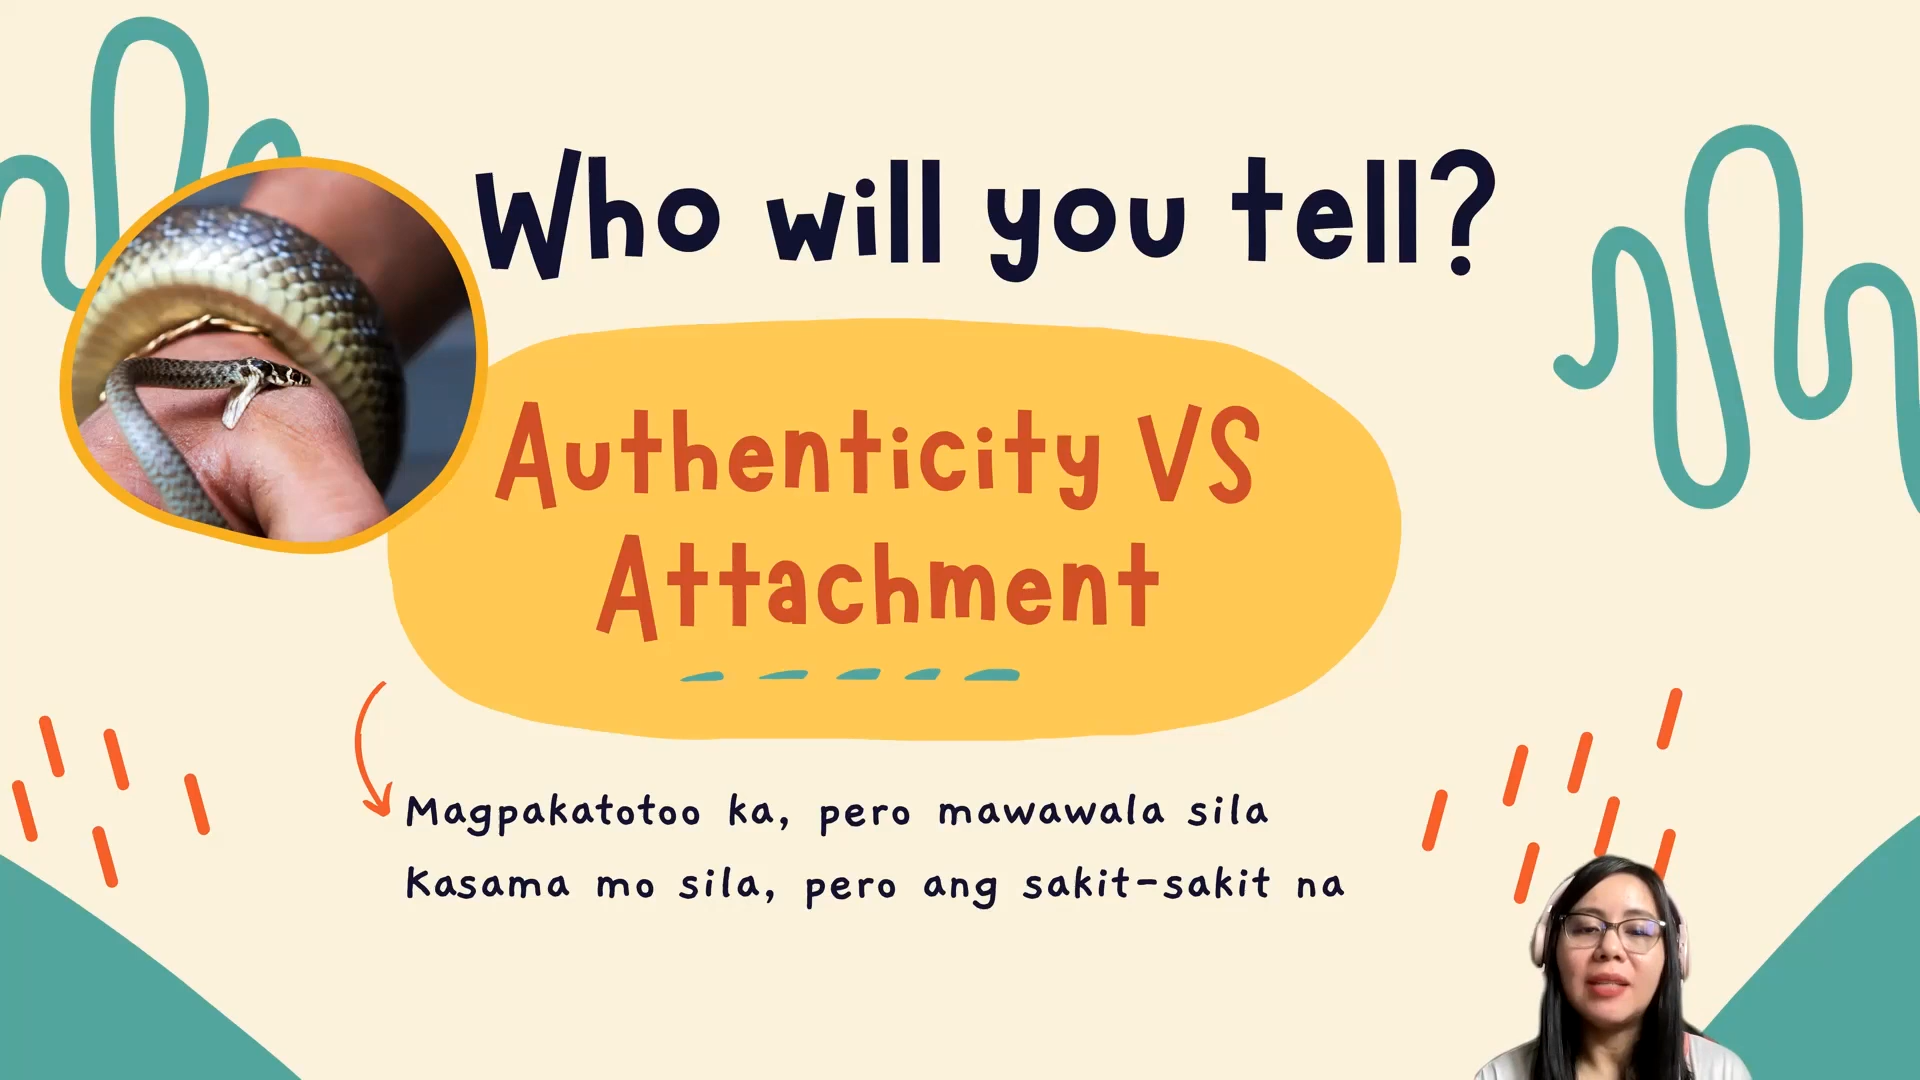 Who will you tell?
Authenticity VS
Attachment
Magpakatotoo ka, pero mawawala sila
Kasama mo sila, pero ang sakit-sakit na